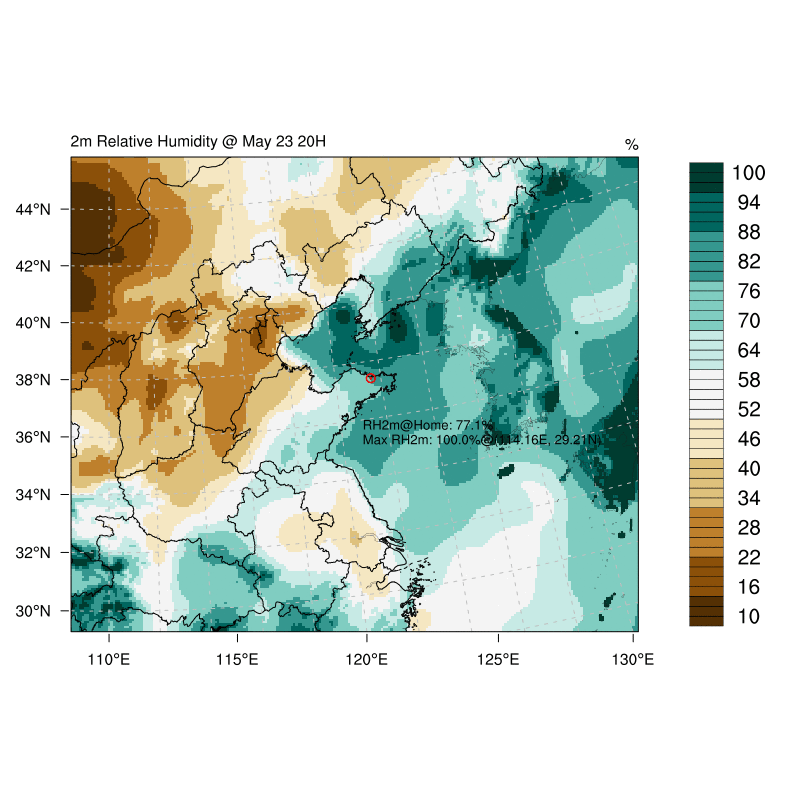 2m Relative Humidity @ May 23 20H
%
44°N
42°N
40°N
38°N
36°N
34°N
32°N
30°N
110°E
115°E
120°E
125°E
130°E
RH2m@Home: 77.1%
Max RH2m: 100.0%@(114.16E, 29.21N)
100
94
88
82
76
70
64
58
52
46
40
34
28
22
16
10